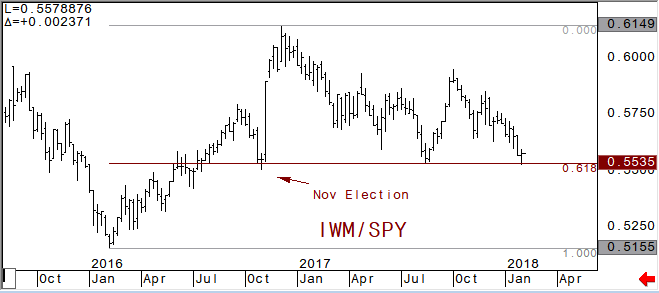 L=0.5578876
Δ=+0.002371
0.6149
0.000
0.6000
0.5750
0.5535
0.618
0.5500
Nov Election
IWM/SPY
0.5250
0.5155
1.000
2016 2017 2018
Oct Jan Apr Jul Oct Jan Apr Jul Oct Jan Apr